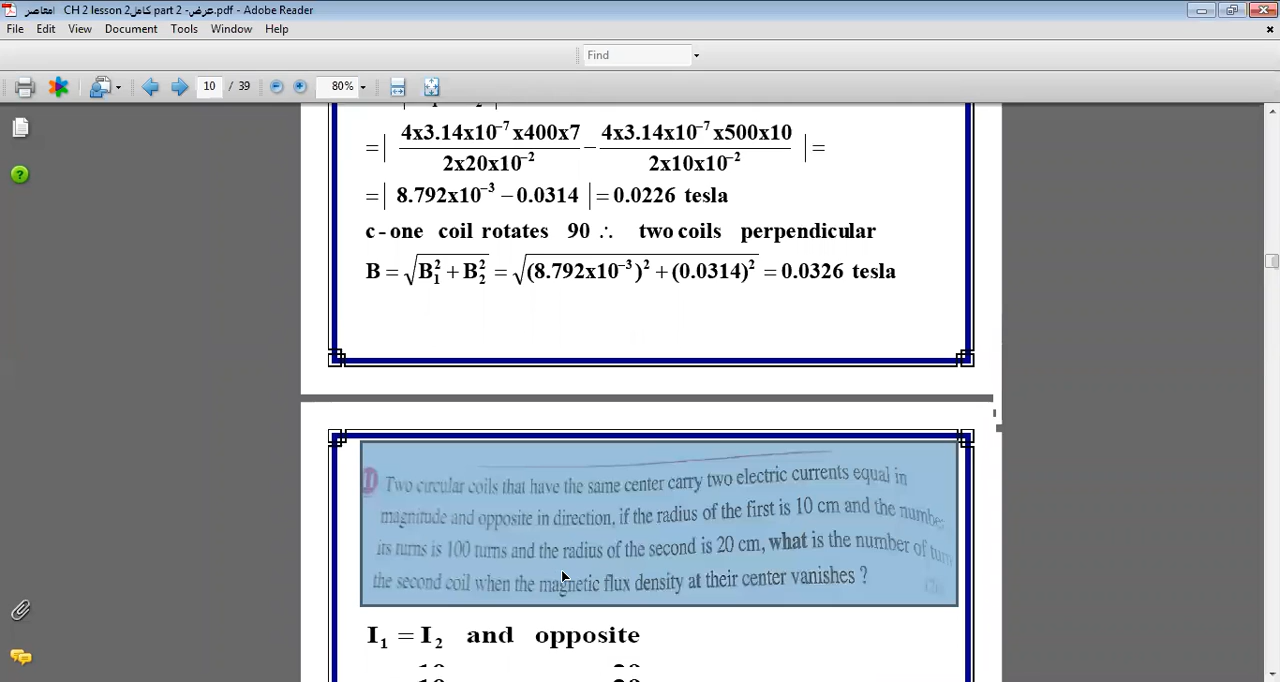 امتقاصر CH 2 lesson 2كامل part 2 -عرض.pdf - Adobe Reader
File Edit View Document Tools Window Help
Find
10 / 39 80%
= | 4x3.14x10⁻⁷ x400x7 / 2x20x10⁻² − 4x3.14x10⁻⁷ x500x10 / 2x10x10⁻² | =
= | 8.792x10⁻³ − 0.0314 | = 0.0226 tesla
c - one coil rotates 90 ∴ two coils perpendicular
B = √(B₁² + B₂²) = √((8.792x10⁻³)² + (0.0314)²) = 0.0326 tesla
Two circular coils that have the same center carry two electric currents equal in
magnitude and opposite in direction, if the radius of the first is 10 cm and the
its turns is 100 turns and the radius of the second is 20 cm, what is the number of
the second coil when the magnetic flux density at their center vanishes ?
I₁ = I₂ and opposite